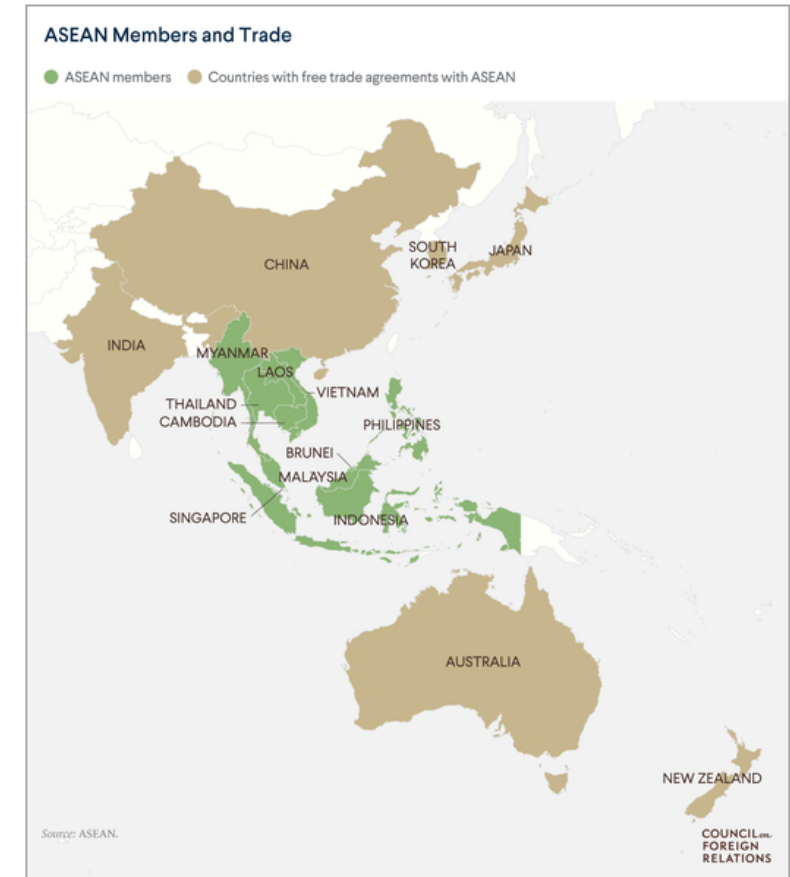 ASEAN Members and Trade
ASEAN members
Countries with free trade agreements with ASEAN
CHINA
SOUTH
KOREA
JAPAN
INDIA
MYANMAR
LAOS
VIETNAM
THAILAND
CAMBODIA
PHILIPPINES
BRUNEI
MALAYSIA
SINGAPORE
INDONESIA
AUSTRALIA
NEW ZEALAND
Source: ASEAN.
COUNCIL on
FOREIGN
RELATIONS